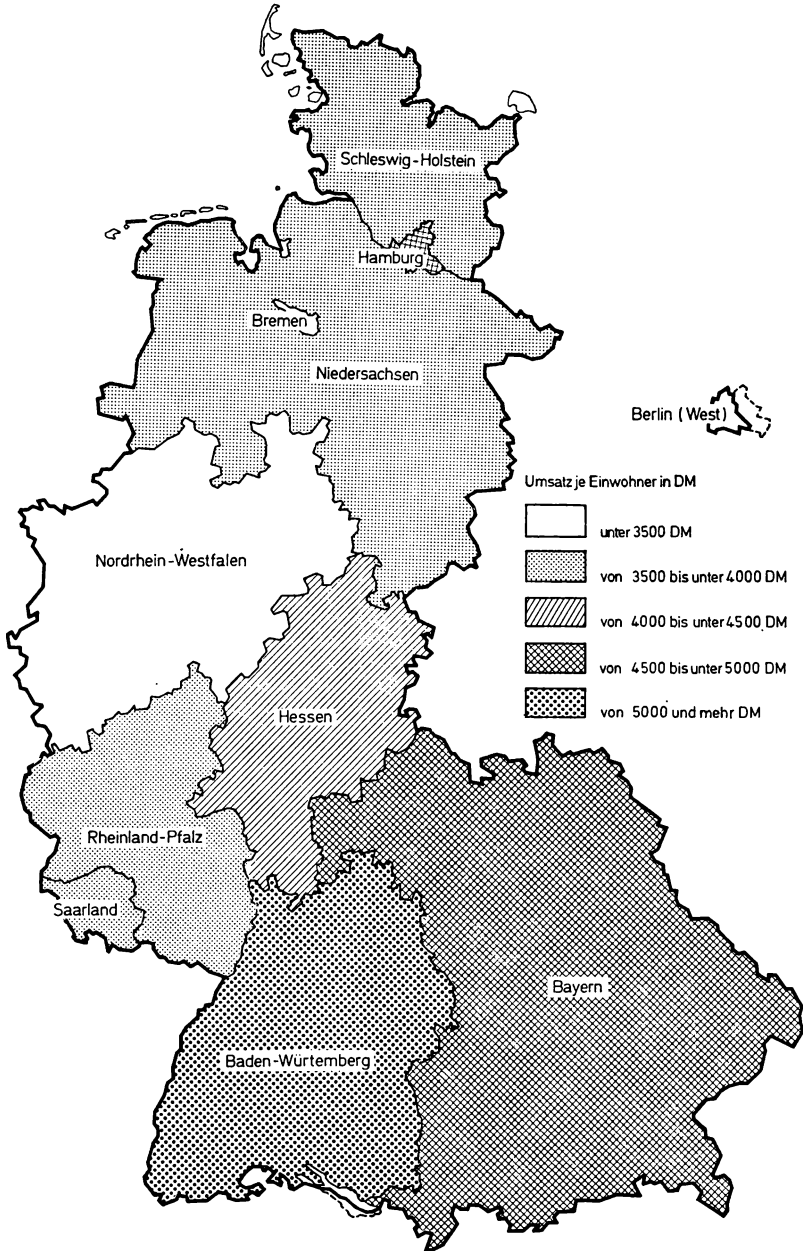 Schleswig-Holstein
Hamburg
Bremen
Niedersachsen
Berlin (West)
Umsatz je Einwohner in DM
unter 3500 DM
von 3500 bis unter 4000 DM
von 4000 bis unter 4500 DM
von 4500 bis unter 5000 DM
von 5000 und mehr DM
Nordrhein-Westfalen
Hessen
Rheinland-Pfalz
Saarland
Bayern
Baden-Würtemberg